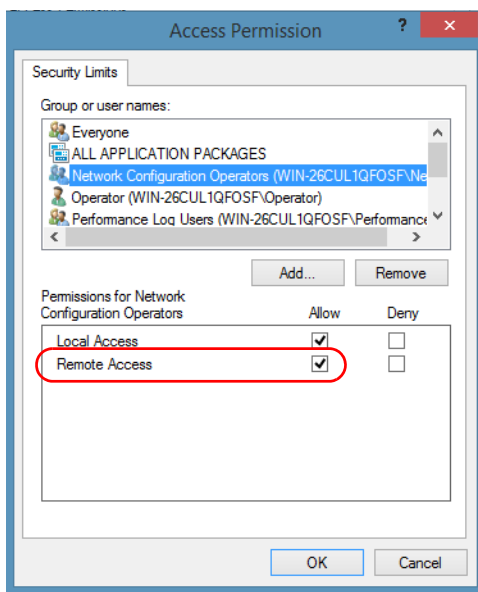 Access Permission
?
Security Limits
Group or user names:
Everyone
ALL APPLICATION PACKAGES
Network Configuration Operators (WIN-26CUL1QFOSF\Ne
Operator (WIN-26CUL1QFOSF\Operator)
Performance Log Users (WIN-26CUL1QFOSF\Performance
Add... Remove
Permissions for Network
Configuration Operators Allow Deny
Local Access
Remote Access
OK Cancel